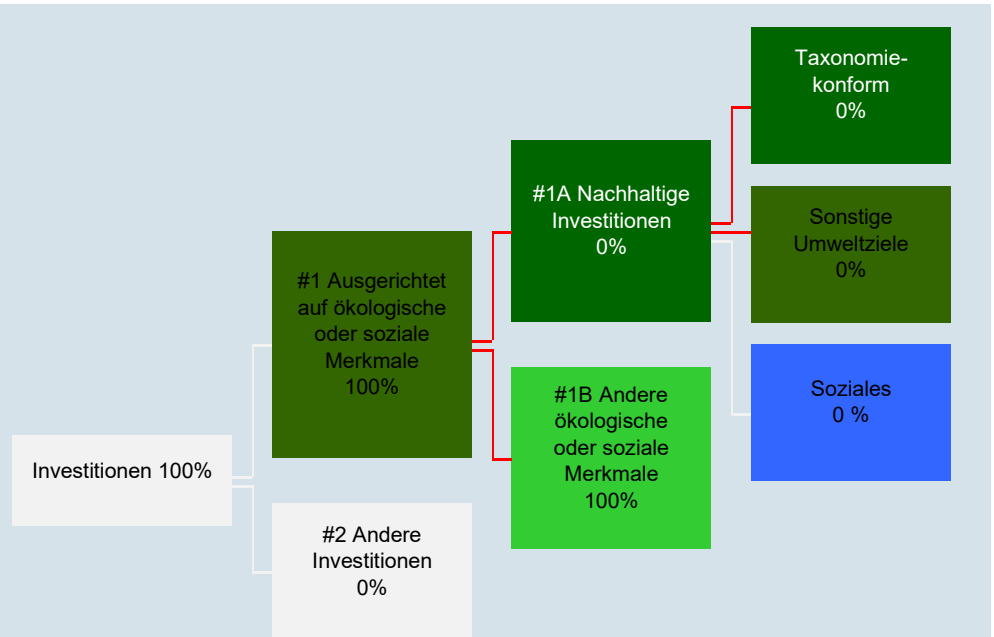 Investitionen 100%
#1 Ausgerichtet
auf ökologische
oder soziale
Merkmale
100%
#2 Andere
Investitionen
0%
#1A Nachhaltige
Investitionen
0%
#1B Andere
ökologische
oder soziale
Merkmale
100%
Taxonomie-
konform
0%
Sonstige
Umweltziele
0%
Soziales
0 %